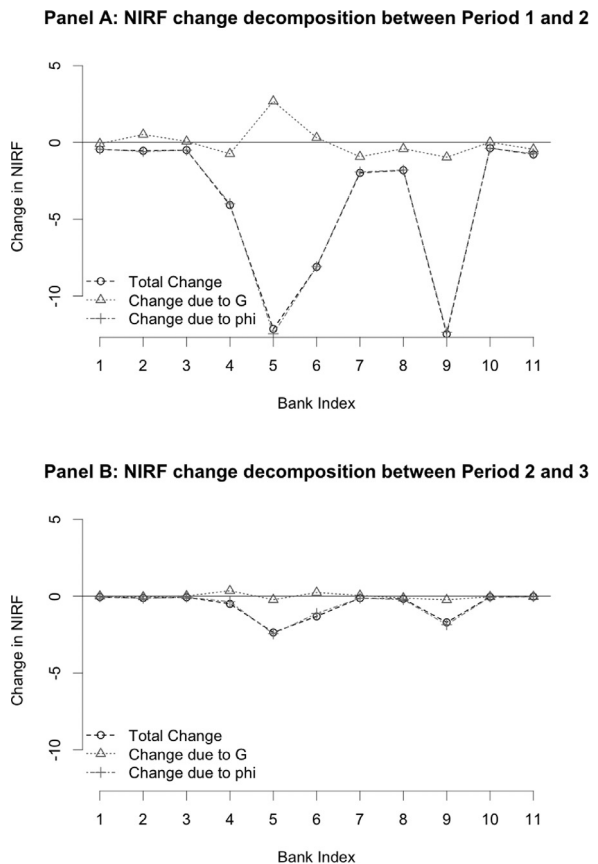 Panel A: NIRF change decomposition between Period 1 and 2
5
0
-5
-10
Change in NIRF
Total Change
Change due to G
Change due to phi
1 2 3 4 5 6 7 8 9 10 11
Bank Index
Panel B: NIRF change decomposition between Period 2 and 3
5
0
-5
-10
Change in NIRF
Total Change
Change due to G
Change due to phi
1 2 3 4 5 6 7 8 9 10 11
Bank Index